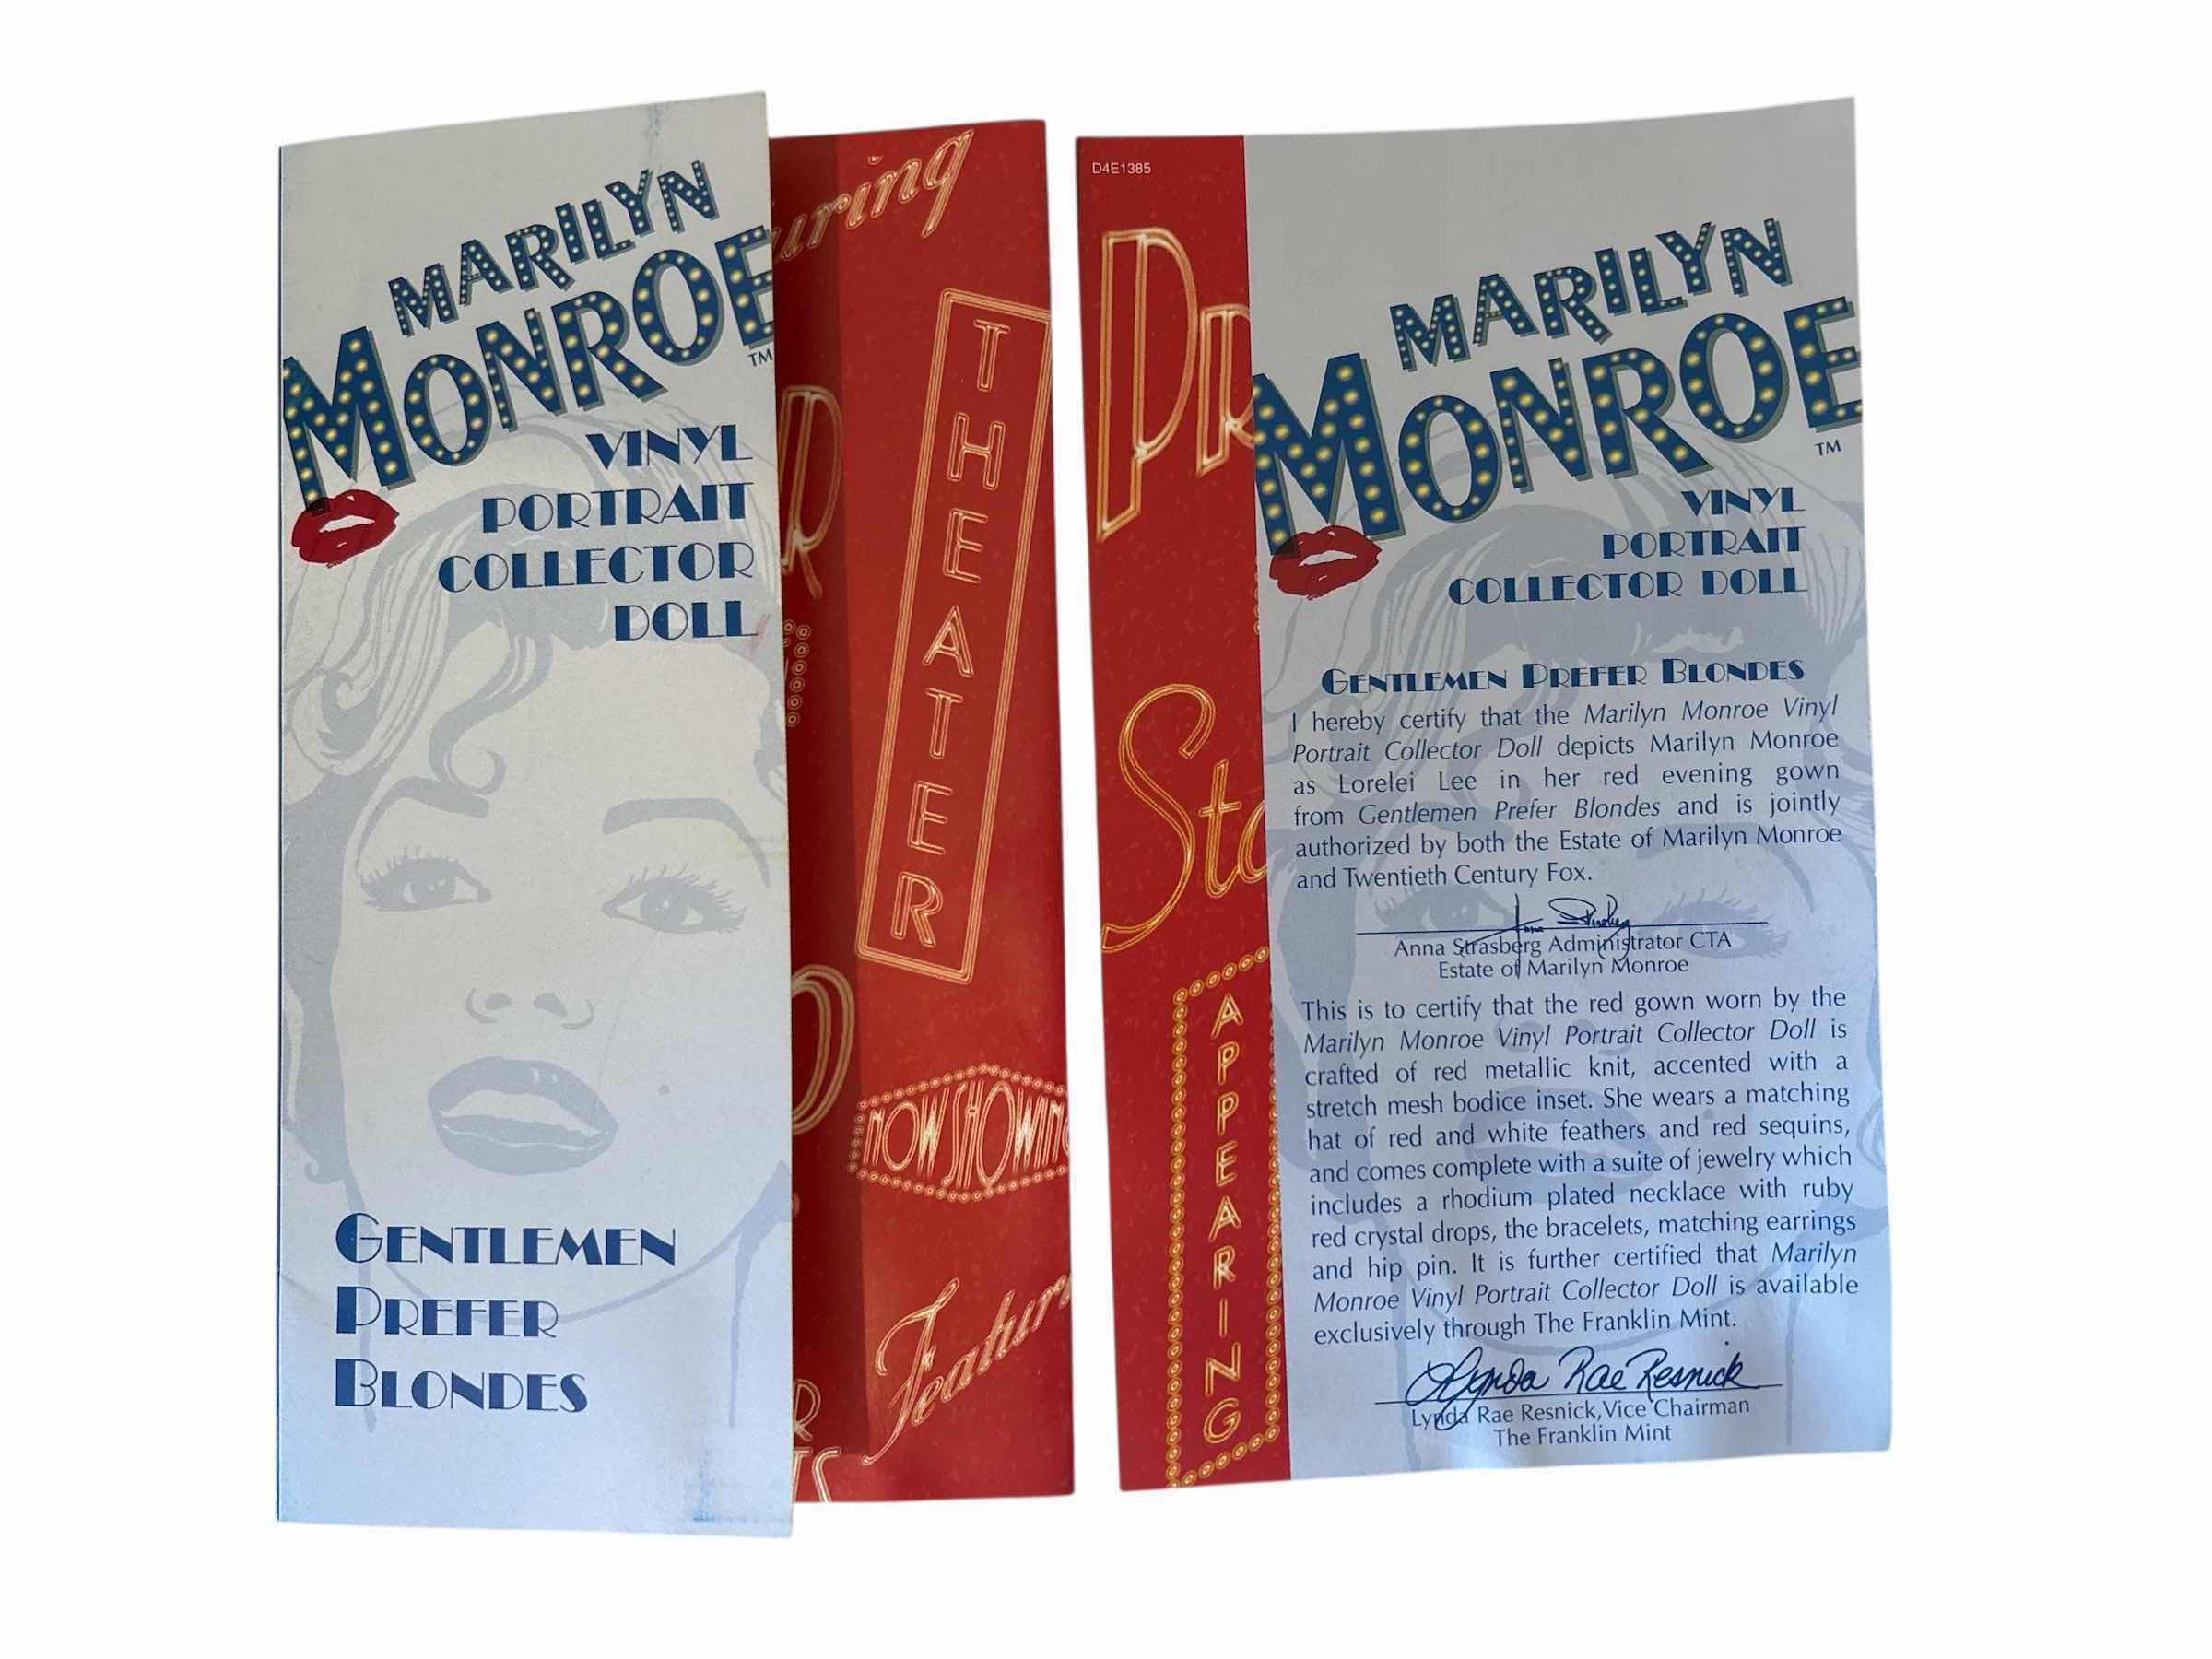 MARILYN
MONROE
TM
VINYL
PORTRAIT
COLLECTOR
DOLL
GENTLEMEN
PREFER
BLONDES
THEATER
NOW SHOWIN
Featur
D4E1385
APPEARING
MARILYN
MONROE
TM
VINYL
PORTRAIT
COLLECTOR DOLL
GENTLEMEN PREFER BLONDES
I hereby certify that the Marilyn Monroe Vinyl
Portrait Collector Doll depicts Marilyn Monroe
as Lorelei Lee in her red evening gown
from Gentlemen Prefer Blondes and is jointly
authorized by both the Estate of Marilyn Monroe
and Twentieth Century Fox.
Anna Strasberg Administrator CTA
Estate of Marilyn Monroe
This is to certify that the red gown worn by the
Marilyn Monroe Vinyl Portrait Collector Doll is
crafted of red metallic knit, accented with a
stretch mesh bodice inset. She wears a matching
hat of red and white feathers and red sequins,
and comes complete with a suite of jewelry which
includes a rhodium plated necklace with ruby
red crystal drops, the bracelets, matching earrings
and hip pin. It is further certified that Marilyn
Monroe Vinyl Portrait Collector Doll is available
exclusively through The Franklin Mint.
Lynda Rae Resnick
Lynda Rae Resnick, Vice Chairman
The Franklin Mint